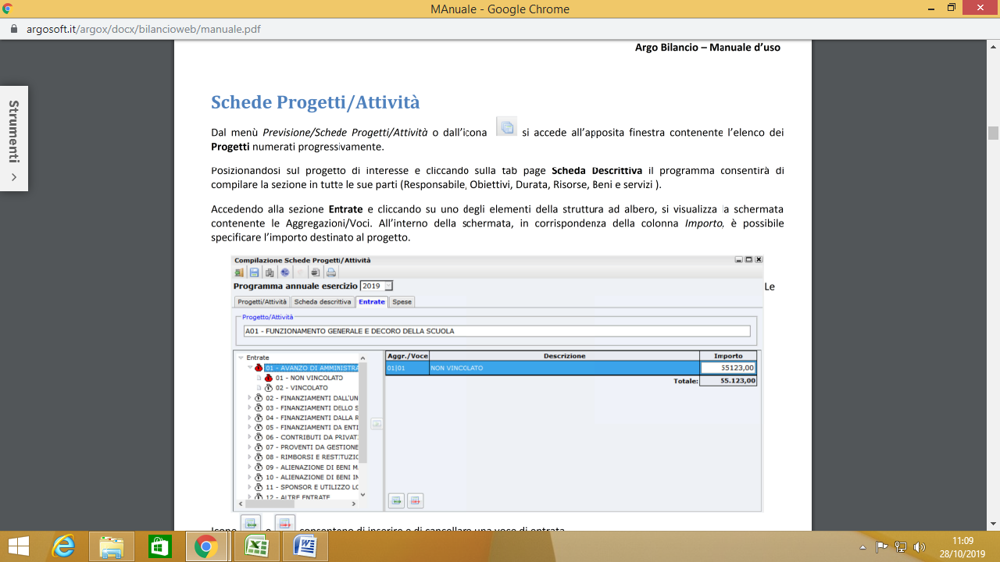 MAnuale - Google Chrome
argosoft.it/argox/docx/bilancioweb/manuale.pdf
Strumenti
Argo Bilancio – Manuale d'uso
Schede Progetti/Attività
Dal menù Previsione/Schede Progetti/Attività o dall'icona si accede all'apposita finestra contenente l'elenco dei
Progetti numerati progressivamente.
Posizionandosi sul progetto di interesse e cliccando sulla tab page Scheda Descrittiva il programma consentirà di
compilare la sezione in tutte le sue parti (Responsabile, Obiettivi, Durata, Risorse, Beni e servizi ).
Accedendo alla sezione Entrate e cliccando su uno degli elementi della struttura ad albero, si visualizza la schermata
contenente le Aggregazioni/Voci. All'interno della schermata, in corrispondenza della colonna Importo, è possibile
specificare l'importo destinato al progetto.
Compilazione Schede Progetti/Attività
Programma annuale esercizio 2019
Le
Progetti/Attività Scheda descrittiva Entrate Spese
Progetto/Attività
A01 - FUNZIONAMENTO GENERALE E DECORO DELLA SCUOLA
Entrate
01 - AVANZO DI AMMINISTRA
01 - NON VINCOLATO
02 - VINCOLATO
02 - FINANZIAMENTI DALL'UN
03 - FINANZIAMENTI DELLO S
04 - FINANZIAMENTI DALLA R
05 - FINANZIAMENTI DA ENTI
06 - CONTRIBUTI DA PRIVATI
07 - PROVENTI DA GESTIONE
08 - RIMBORSI E RESTITUZIO
09 - ALIENAZIONE DI BENI M
10 - ALIENAZIONE DI BENI IM
11 - SPONSOR E UTILIZZO LO
12 - ALTRE ENTRATE
Aggr./Voce Descrizione Importo
01|01 NON VINCOLATO 55123,00
Totale: 55.123,00
Icone e consentono di inserire o di cancellare una voce di entrata
11:09
28/10/2019